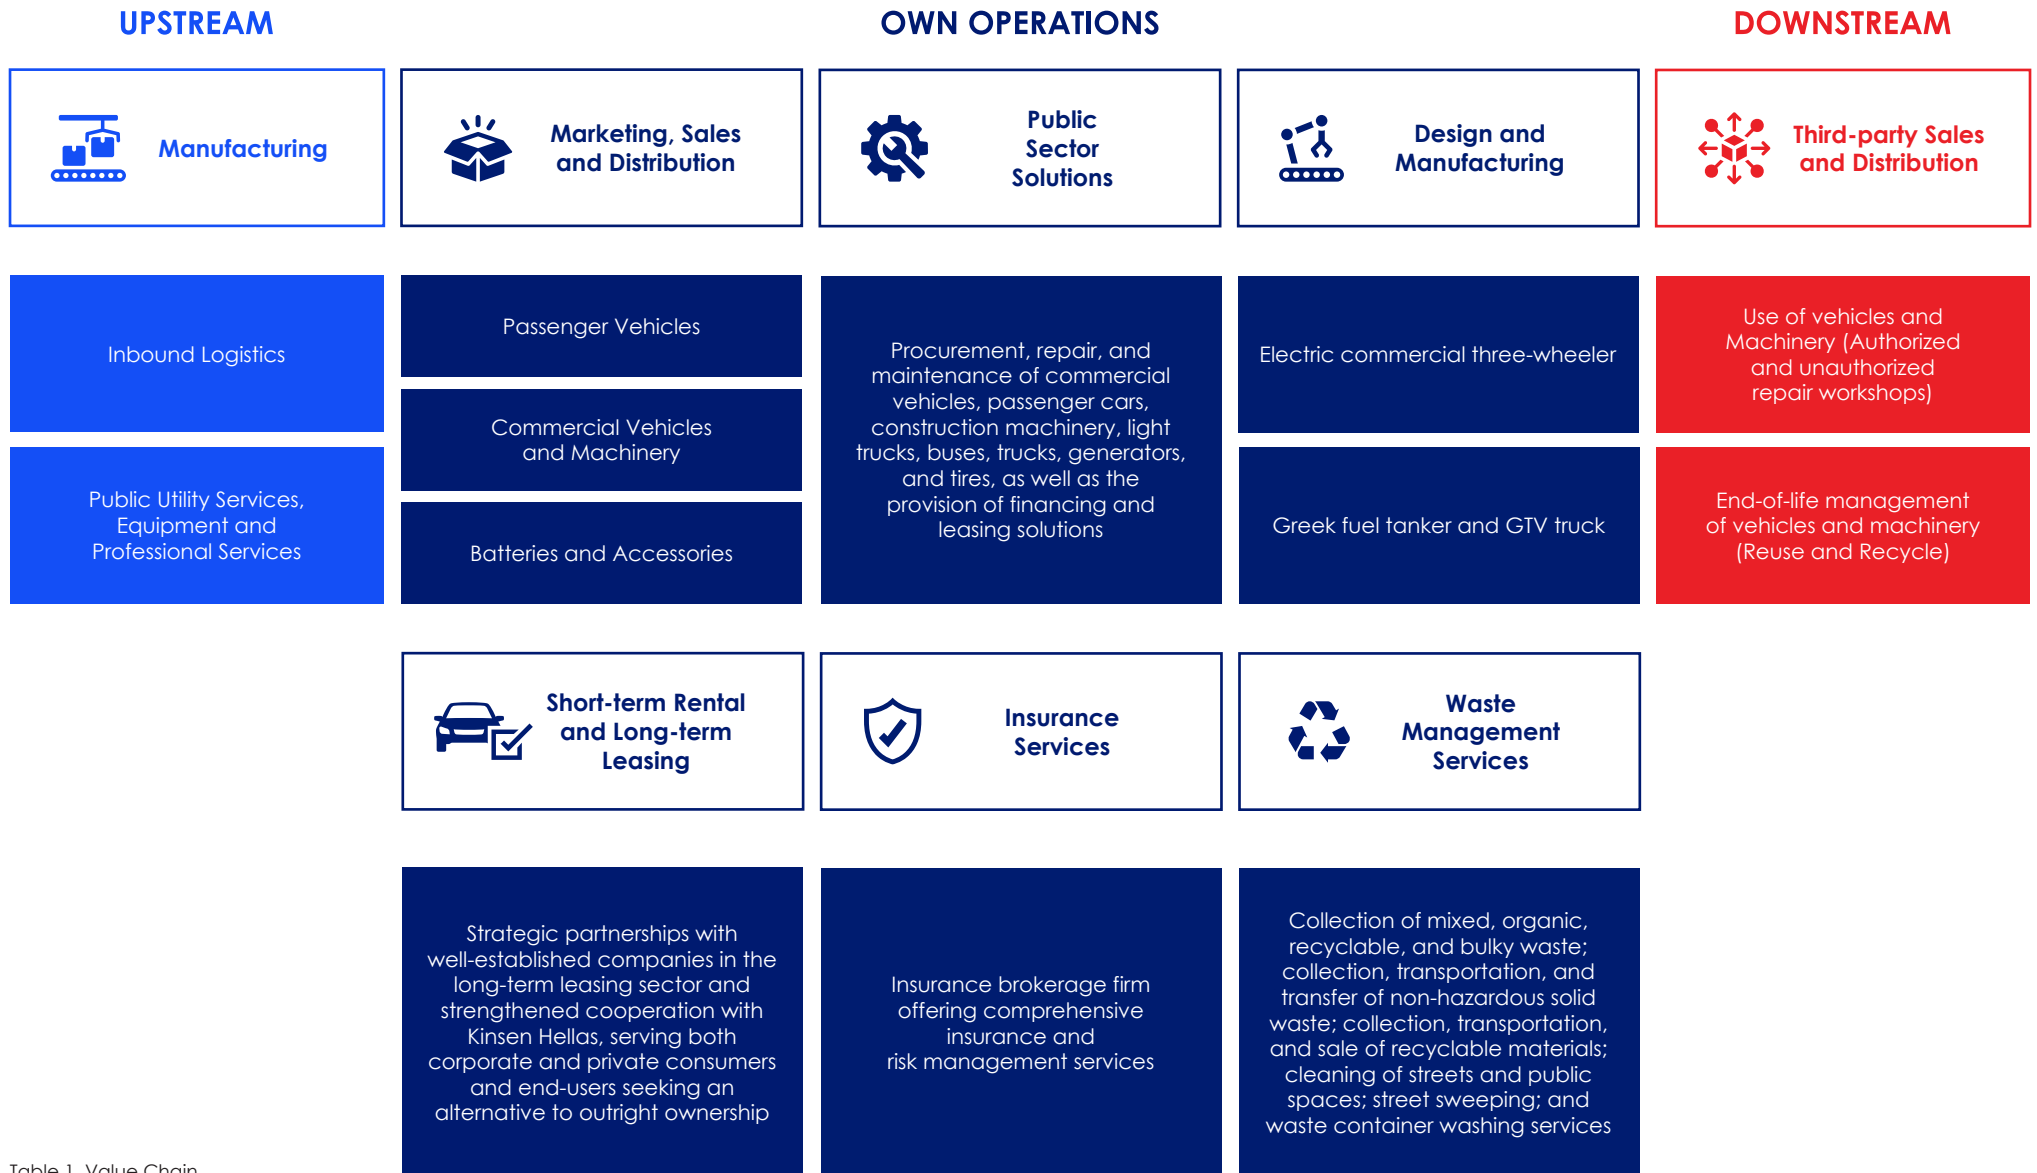 UPSTREAM
OWN OPERATIONS
DOWNSTREAM
Manufacturing
Marketing, Sales
and Distribution
Public
Sector
Solutions
Design and
Manufacturing
Third-party Sales
and Distribution
Inbound Logistics
Public Utility Services,
Equipment and
Professional Services
Passenger Vehicles
Commercial Vehicles
and Machinery
Batteries and Accessories
Procurement, repair, and
maintenance of commercial
vehicles, passenger cars,
construction machinery, light
trucks, buses, trucks, generators,
and tires, as well as the
provision of financing and
leasing solutions
Electric commercial three-wheeler
Greek fuel tanker and GTV truck
Use of vehicles and
Machinery (Authorized
and unauthorized
repair workshops)
End-of-life management
of vehicles and machinery
(Reuse and Recycle)
Short-term Rental
and Long-term
Leasing
Insurance
Services
Waste
Management
Services
Strategic partnerships with
well-established companies in the
long-term leasing sector and
strengthened cooperation with
Kinsen Hellas, serving both
corporate and private consumers
and end-users seeking an
alternative to outright ownership
Insurance brokerage firm
offering comprehensive
insurance and
risk management services
Collection of mixed, organic,
recyclable, and bulky waste;
collection, transportation, and
transfer of non-hazardous solid
waste; collection, transportation,
and sale of recyclable materials;
cleaning of streets and public
spaces; street sweeping; and
waste container washing services
Table 1. Value Chain